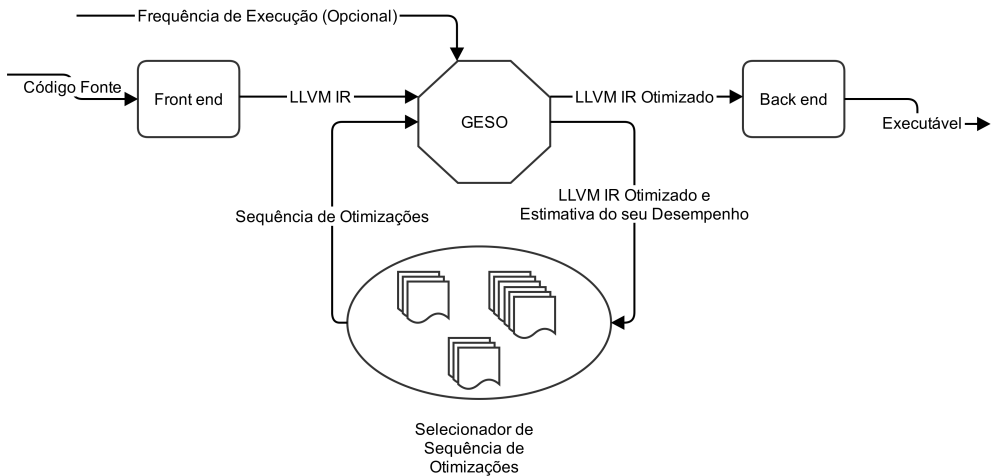 Frequência de Execução (Opcional)
Código Fonte
Front end
LLVM IR
GESO
LLVM IR Otimizado
Back end
Executável
LLVM IR Otimizado e
Estimativa do seu Desempenho
Sequência de Otimizações
Selecionador de
Sequência de
Otimizações